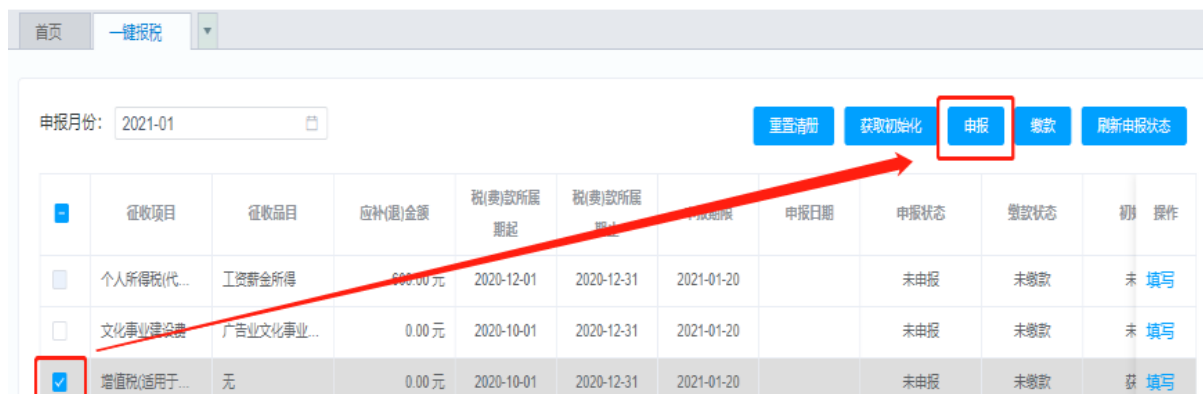 首页 一键报税
申报月份： 2021-01 重置清册 获取初始化 申报 缴款 刷新申报状态
征收项目 征收品目 应补(退)金额 税(费)款所属期起 税(费)款所属 申报日期 申报状态 缴款状态 操作
个人所得税(代... 工资薪金所得 元 2020-12-01 2020-12-31 2021-01-20 未申报 未缴款 未 填写
文化事业建设费 广告业文化事业... 0.00 元 2020-10-01 2020-12-31 2021-01-20 未申报 未缴款 未 填写
增值税(适用于... 无 0.00 元 2020-10-01 2020-12-31 2021-01-20 未申报 未缴款 获 填写